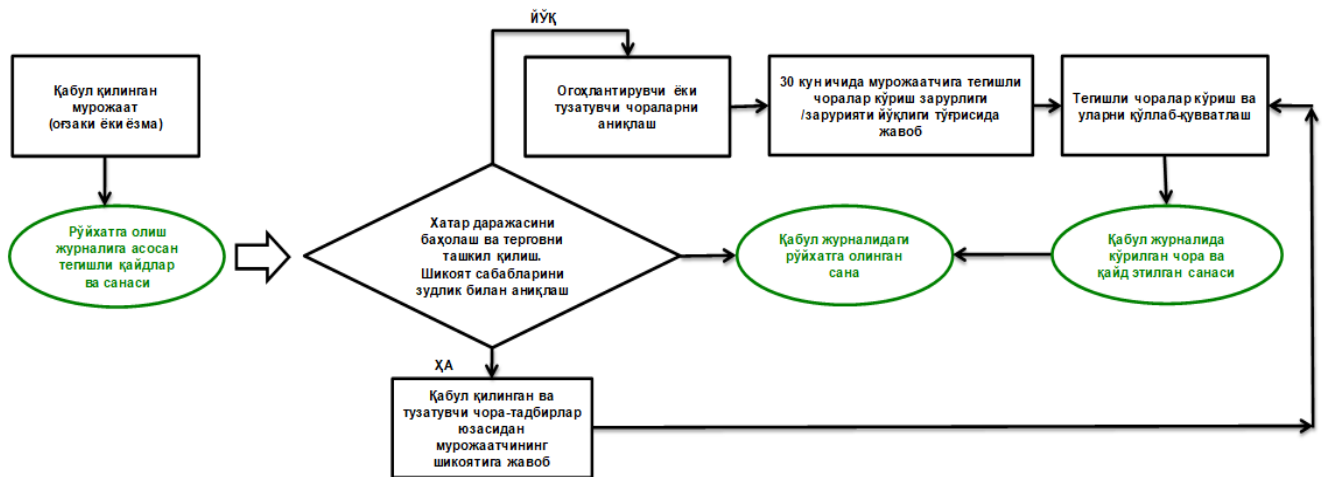 ЙЎҚ
Қабул қилинган
мурожаат
(оғзаки ёки ёзма)
Огоҳлантирувчи ёки
тузатувчи чораларни
аниқлаш
30 кун ичида мурожаатчига тегишли
чоралар кўриш зарурлиги
/зарурияти йўқлиги тўғрисида
жавоб
Тегишли чоралар кўриш ва
уларни қўллаб-қувватлаш
Рўйхатга олиш
журналига асосан
тегишли қайдлар
ва санаси
Хатар даражасини
баҳолаш ва терговни
ташкил қилиш.
Шикоят сабабларини
зудлик билан аниқлаш
Қабул журналидаги
рўйхатга олинган
сана
Қабул журналида
кўрилган чора ва
қайд этилган санаси
ҲА
Қабул қилинган ва
тузатувчи чора-тадбирлар
юзасидан
мурожаатчининг
шикоятига жавоб